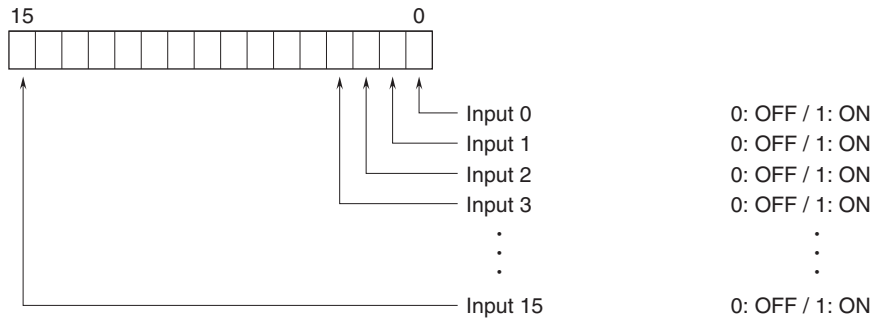 15 0
Input 0 0: OFF / 1: ON
Input 1 0: OFF / 1: ON
Input 2 0: OFF / 1: ON
Input 3 0: OFF / 1: ON
Input 15 0: OFF / 1: ON